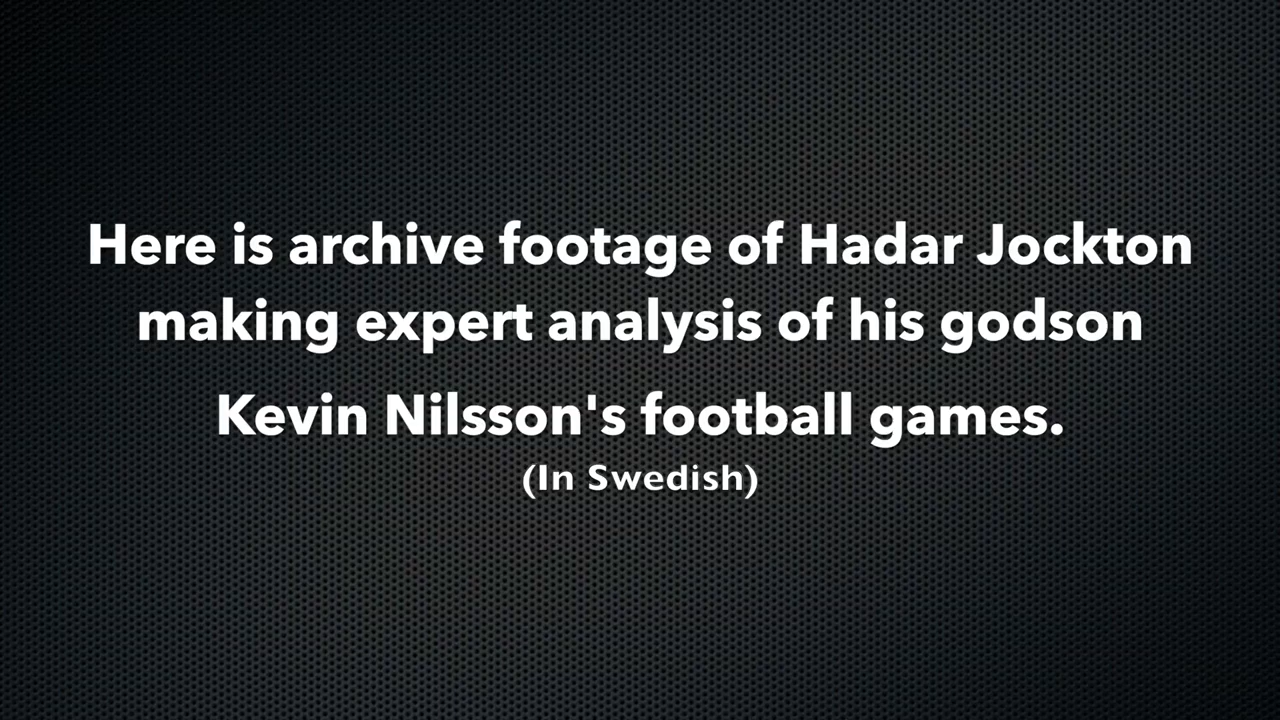 Here is archive footage of Hadar Jockton
making expert analysis of his godson
Kevin Nilsson's football games.
(In Swedish)